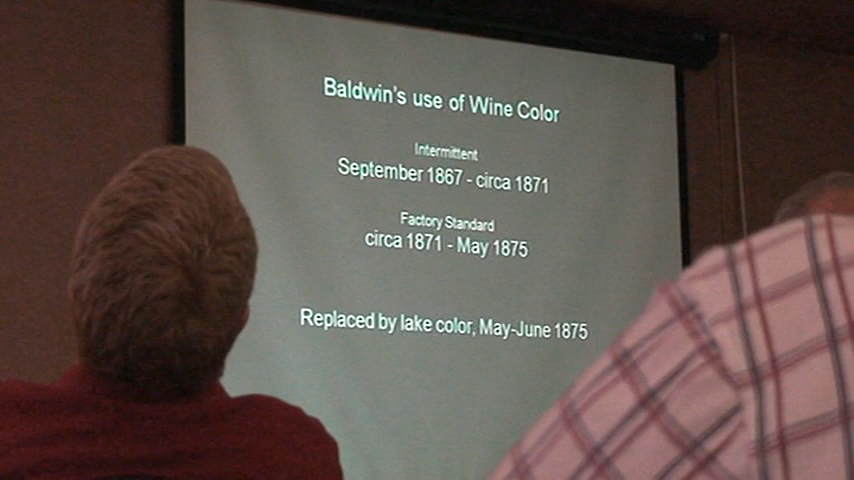 Baldwin's use of Wine Color
Intermittent
September 1867 - circa 1871
Factory Standard
circa 1871 - May 1875
Replaced by lake color, May-June 1875